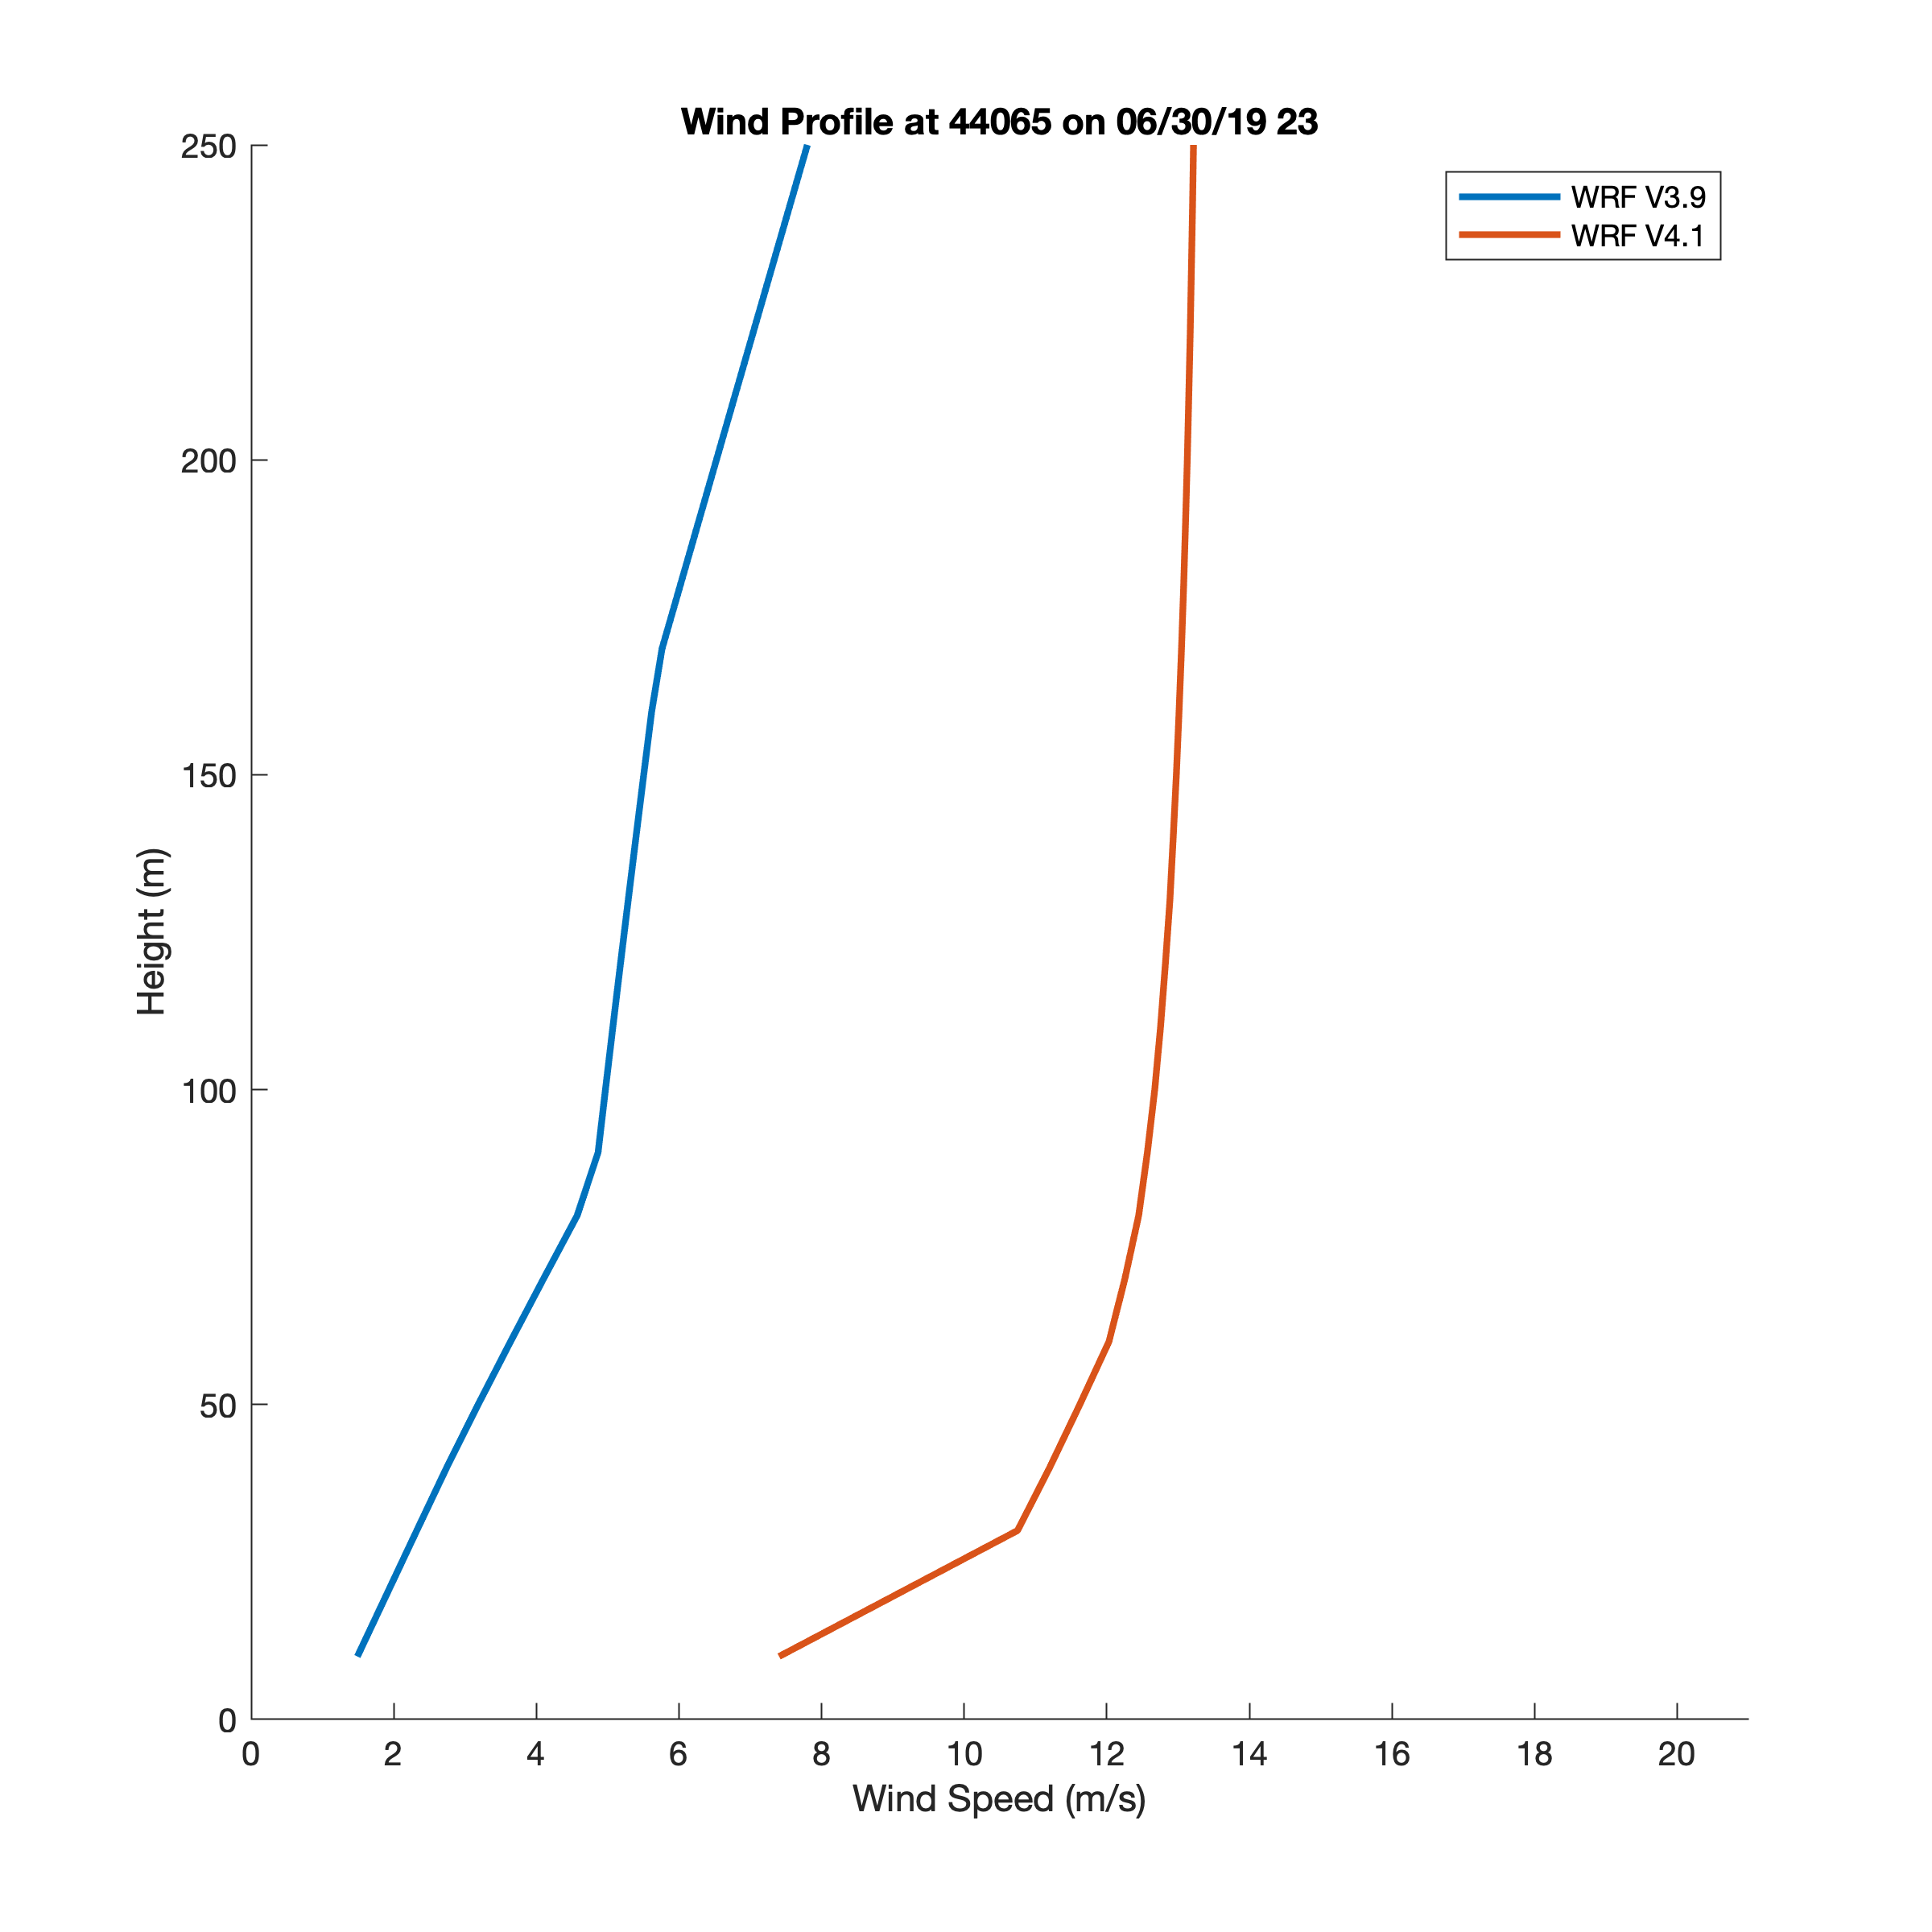 Wind Profile at 44065 on 06/30/19 23
250
200
150
100
50
0
Height (m)
WRF V3.9
WRF V4.1
0 2 4 6 8 10 12 14 16 18 20
Wind Speed (m/s)